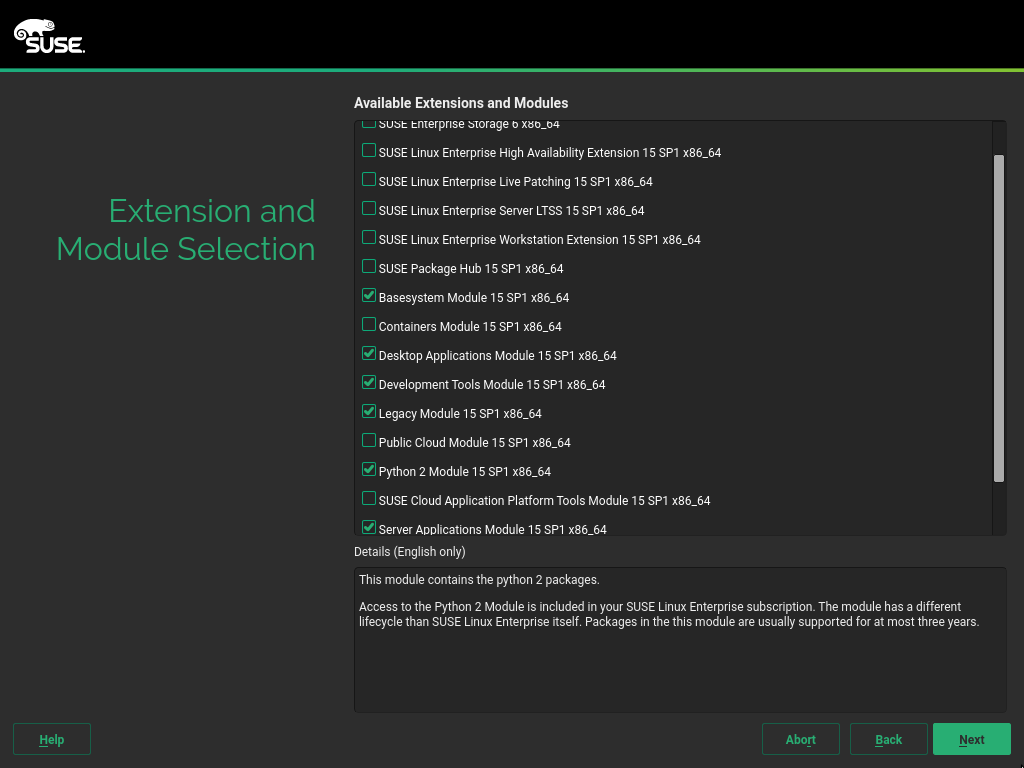 SUSE
Extension and
Module Selection
Available Extensions and Modules
SUSE Enterprise Storage 6 x86_64
SUSE Linux Enterprise High Availability Extension 15 SP1 x86_64
SUSE Linux Enterprise Live Patching 15 SP1 x86_64
SUSE Linux Enterprise Server LTSS 15 SP1 x86_64
SUSE Linux Enterprise Workstation Extension 15 SP1 x86_64
SUSE Package Hub 15 SP1 x86_64
Basesystem Module 15 SP1 x86_64
Containers Module 15 SP1 x86_64
Desktop Applications Module 15 SP1 x86_64
Development Tools Module 15 SP1 x86_64
Legacy Module 15 SP1 x86_64
Public Cloud Module 15 SP1 x86_64
Python 2 Module 15 SP1 x86_64
SUSE Cloud Application Platform Tools Module 15 SP1 x86_64
Server Applications Module 15 SP1 x86_64
Details (English only)
This module contains the python 2 packages.
Access to the Python 2 Module is included in your SUSE Linux Enterprise subscription. The module has a different
lifecycle than SUSE Linux Enterprise itself. Packages in the this module are usually supported for at most three years.
Help
Abort
Back
Next